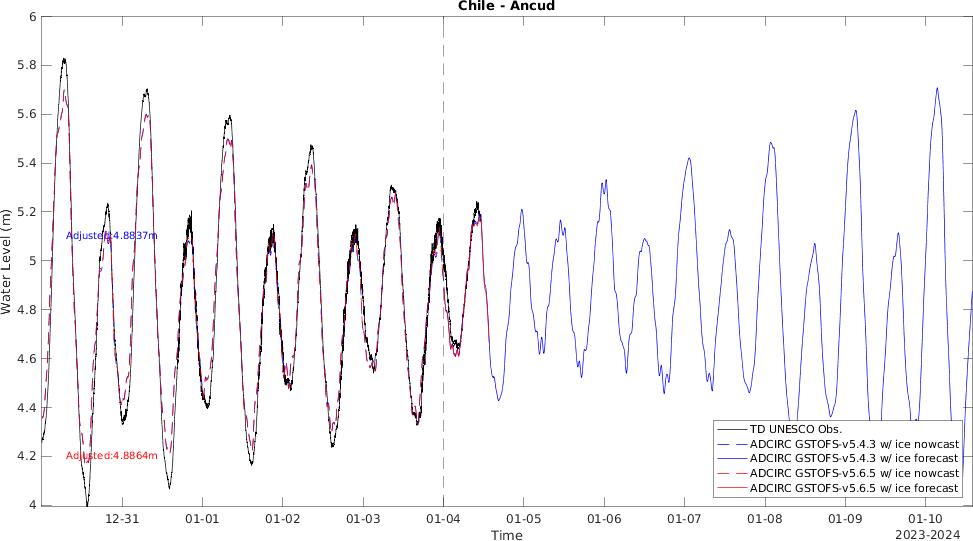 Chile - Ancud
6
5.8
5.6
5.4
5.2
5
4.8
4.6
4.4
4.2
4
Water Level (m)
Adjusted:4.8837m
Adjusted:4.8864m
TD UNESCO Obs.
ADCIRC GSTOFS-v5.4.3 w/ ice nowcast
ADCIRC GSTOFS-v5.4.3 w/ ice forecast
ADCIRC GSTOFS-v5.6.5 w/ ice nowcast
ADCIRC GSTOFS-v5.6.5 w/ ice forecast
12-31 01-01 01-02 01-03 01-04 01-05 01-06 01-07 01-08 01-09 01-10
Time
2023-2024